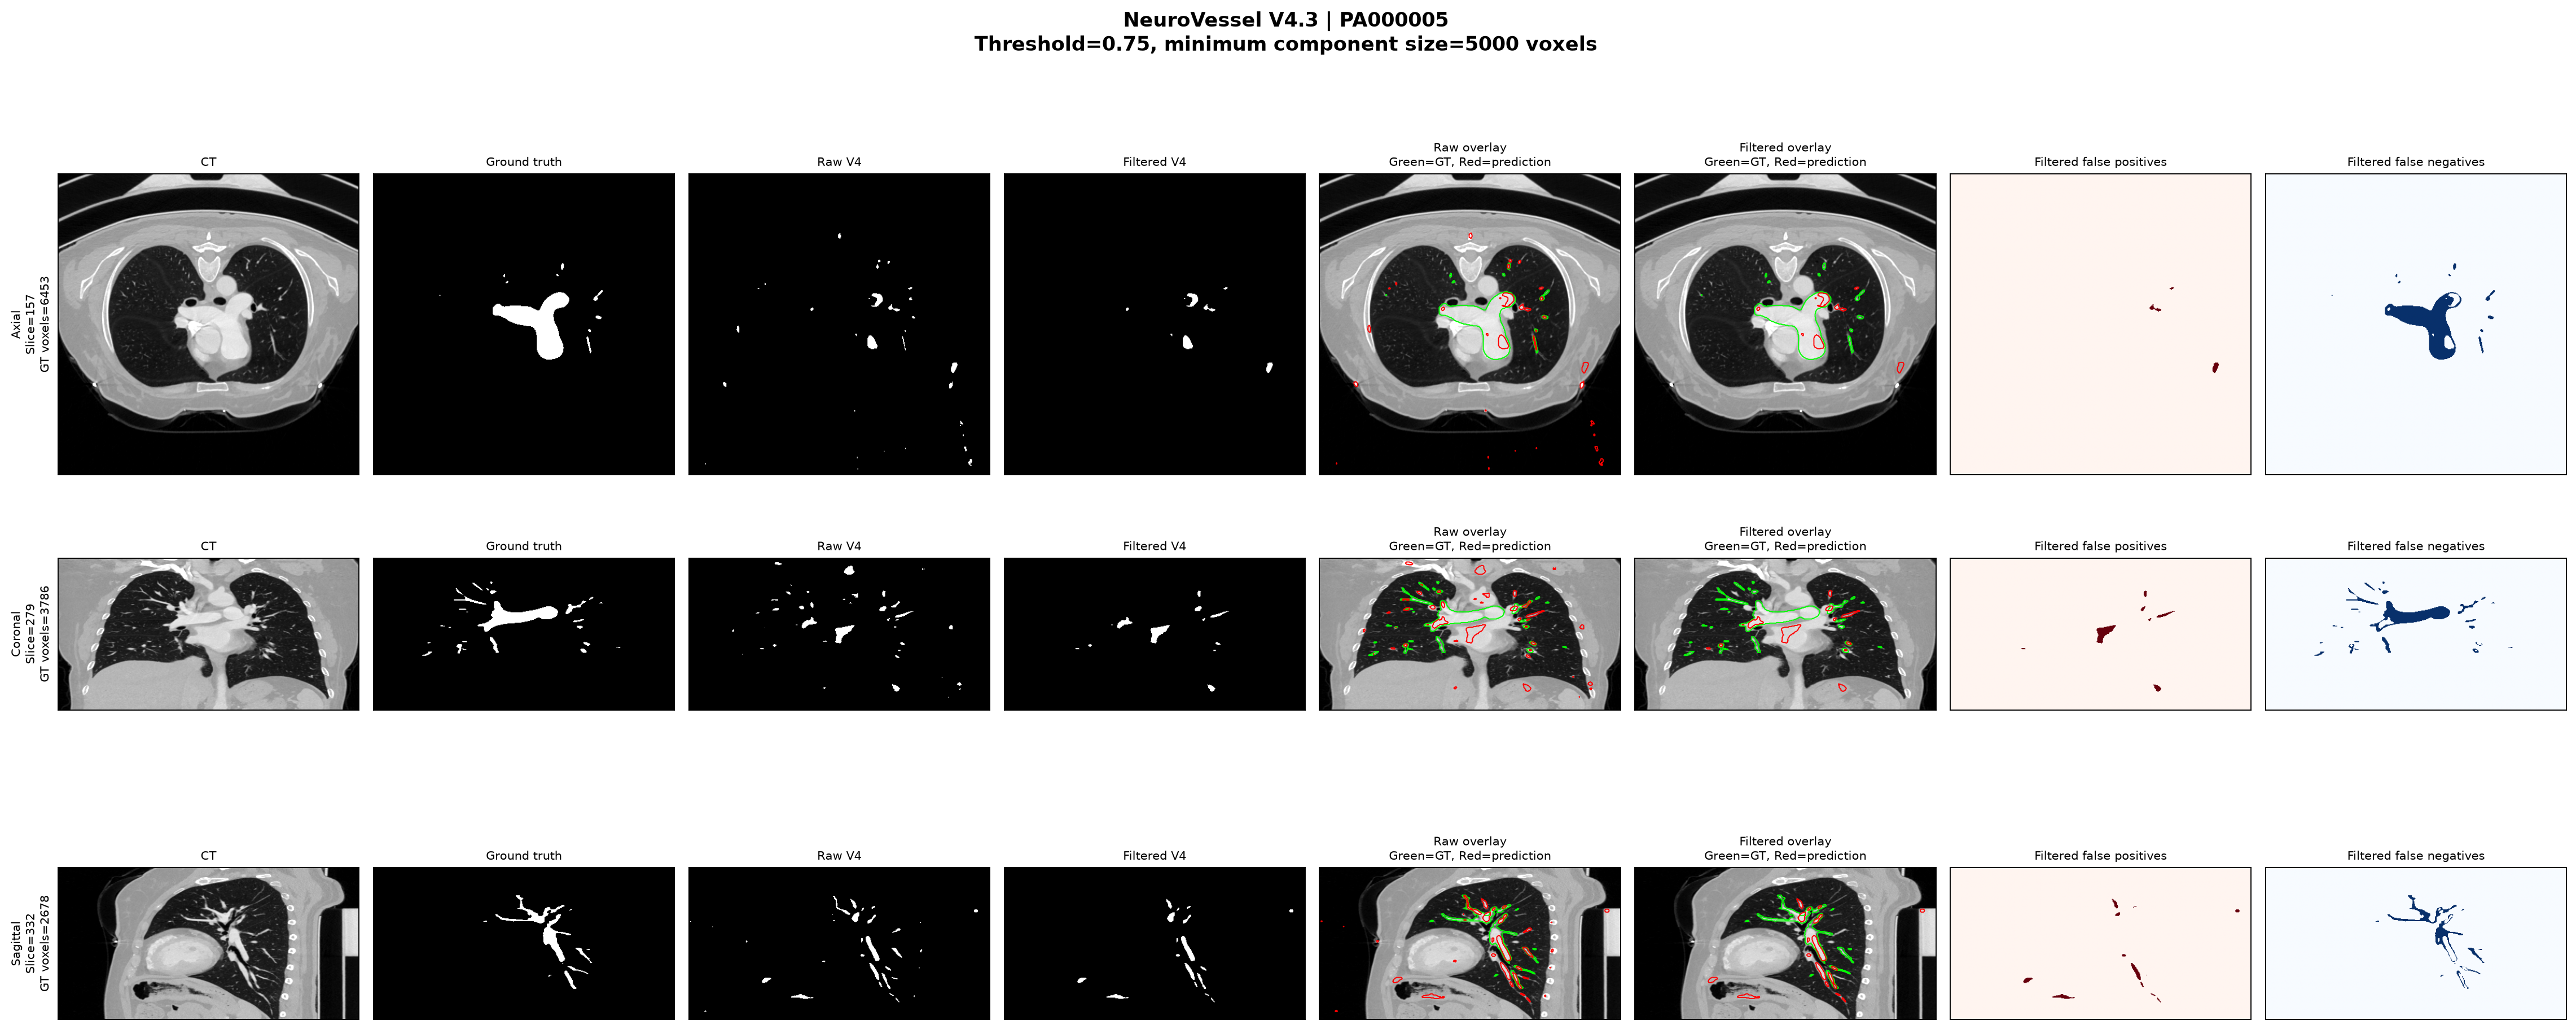 NeuroVessel V4.3 | PA000005
Threshold=0.75, minimum component size=5000 voxels
CT
Ground truth
Raw V4
Filtered V4
Raw overlay
Green=GT, Red=prediction
Filtered overlay
Green=GT, Red=prediction
Filtered false positives
Filtered false negatives
Axial
Slice=157
GT voxels=6453
CT
Ground truth
Raw V4
Filtered V4
Raw overlay
Green=GT, Red=prediction
Filtered overlay
Green=GT, Red=prediction
Filtered false positives
Filtered false negatives
Coronal
Slice=279
GT voxels=3786
CT
Ground truth
Raw V4
Filtered V4
Raw overlay
Green=GT, Red=prediction
Filtered overlay
Green=GT, Red=prediction
Filtered false positives
Filtered false negatives
Sagittal
Slice=332
GT voxels=2678